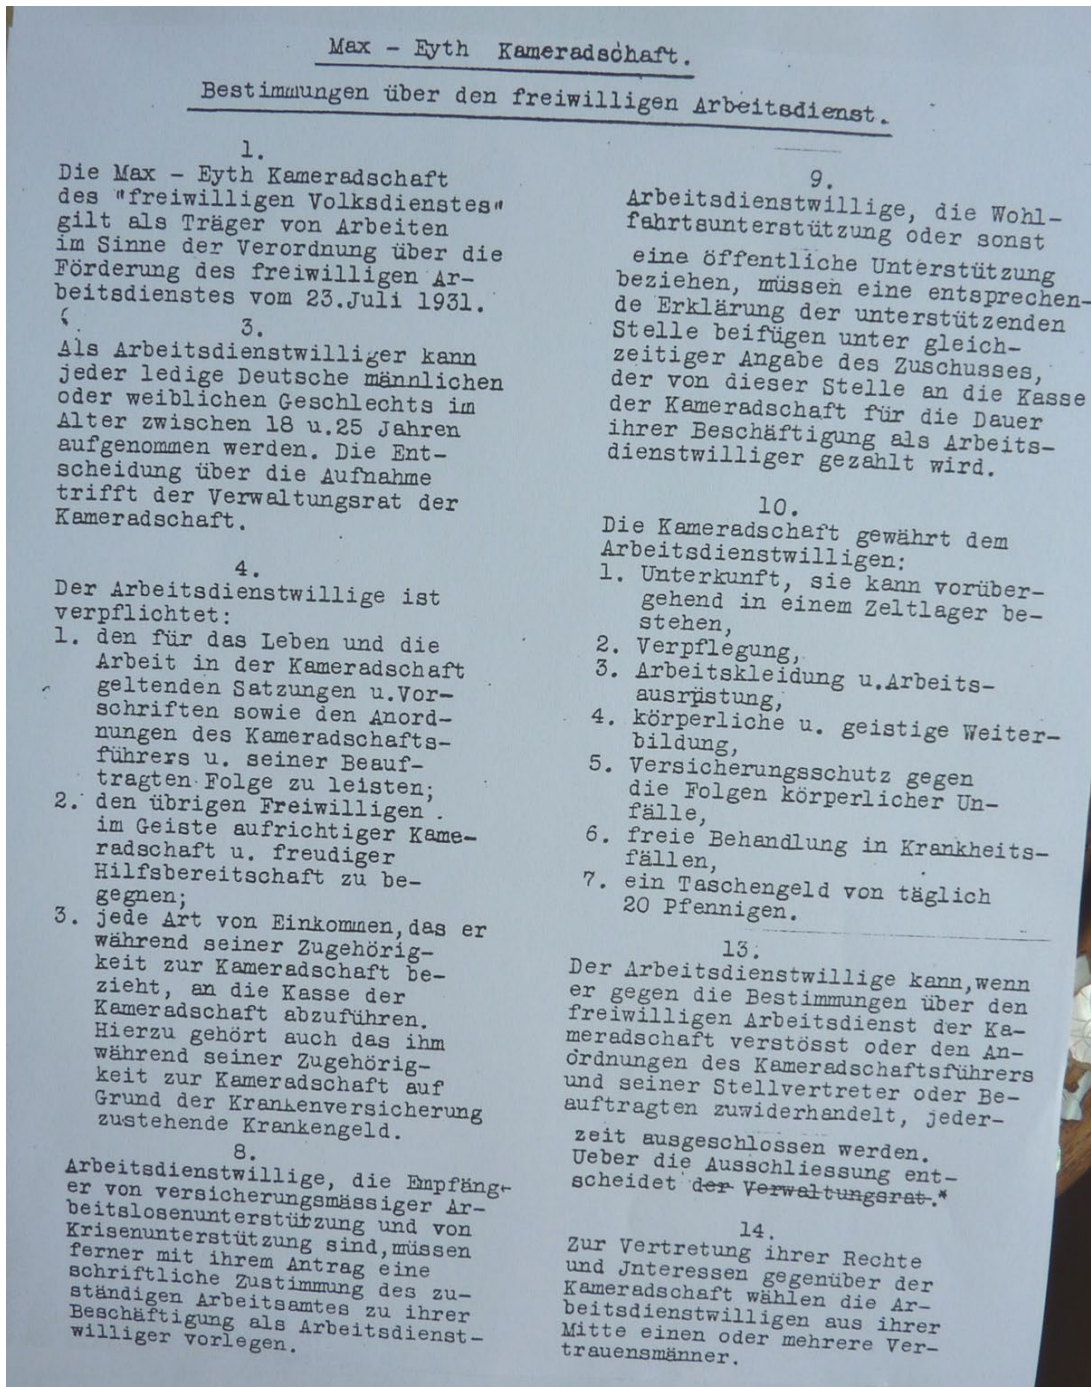 Max - Eyth Kameradschaft.
Bestimmungen über den freiwilligen Arbeitsdienst.
1.
Die Max - Eyth Kameradschaft
des "freiwilligen Volksdienstes"
gilt als Träger von Arbeiten
im Sinne der Verordnung über die
Förderung des freiwilligen Ar-
beitsdienstes vom 23.Juli 1931.
3.
Als Arbeitsdienstwilliger kann
jeder ledige Deutsche männlichen
oder weiblichen Geschlechts im
Alter zwischen 18 u.25 Jahren
aufgenommen werden. Die Ent-
scheidung über die Aufnahme
trifft der Verwaltungsrat der
Kameradschaft.
4.
Der Arbeitsdienstwillige ist
verpflichtet:
1. den für das Leben und die
Arbeit in der Kameradschaft
geltenden Satzungen u.Vor-
schriften sowie den Anord-
nungen des Kameradschafts-
führers u. seiner Beauf-
tragten Folge zu leisten;
2. den übrigen Freiwilligen
im Geiste aufrichtiger Kame-
radschaft u. freudiger
Hilfsbereitschaft zu be-
gegnen;
3. jede Art von Einkommen,das er
während seiner Zugehörig-
keit zur Kameradschaft be-
zieht, an die Kasse der
Kameradschaft abzuführen.
Hierzu gehört auch das ihm
während seiner Zugehörig-
keit zur Kameradschaft auf
Grund der Krankenversicherung
zustehende Krankengeld.
8.
Arbeitsdienstwillige, die Empfäng-
er von versicherungsmässiger Ar-
beitslosenunterstützung und von
Krisenunterstützung sind,müssen
ferner mit ihrem Antrag eine
schriftliche Zustimmung des zu-
ständigen Arbeitsamtes zu ihrer
Beschäftigung als Arbeitsdienst-
williger vorlegen.
9.
Arbeitsdienstwillige, die Wohl-
fahrtsunterstützung oder sonst
eine öffentliche Unterstützung
beziehen, müssen eine entsprechen-
de Erklärung der unterstützenden
Stelle beifügen unter gleich-
zeitiger Angabe des Zuschusses,
der von dieser Stelle an die Kasse
der Kameradschaft für die Dauer
ihrer Beschäftigung als Arbeits-
dienstwilliger gezahlt wird.
10.
Die Kameradschaft gewährt dem
Arbeitsdienstwilligen:
1. Unterkunft, sie kann vorüber-
gehend in einem Zeltlager be-
stehen,
2. Verpflegung,
3. Arbeitskleidung u.Arbeits-
ausrüstung,
4. körperliche u. geistige Weiter-
bildung,
5. Versicherungsschutz gegen
die Folgen körperlicher Un-
fälle,
6. freie Behandlung in Krankheits-
fällen,
7. ein Taschengeld von täglich
20 Pfennigen.
13.
Der Arbeitsdienstwillige kann,wenn
er gegen die Bestimmungen über den
freiwilligen Arbeitsdienst der Ka-
meradschaft verstösst oder den An-
ordnungen des Kameradschaftsführers
und seiner Stellvertreter oder Be-
auftragten zuwiderhandelt, jeder-
zeit ausgeschlossen werden.
Ueber die Ausschliessung ent-
scheidet der Verwaltungsrat.*
14.
Zur Vertretung ihrer Rechte
und Jnteressen gegenüber der
Kameradschaft wählen die Ar-
beitsdienstwilligen aus ihrer
Mitte einen oder mehrere Ver-
trauensmänner.